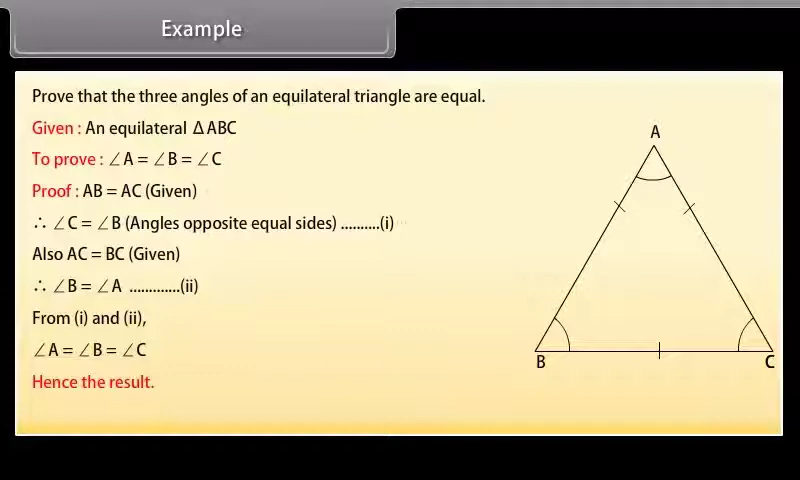 Example
Prove that the three angles of an equilateral triangle are equal.
Given : An equilateral ΔABC
To prove : ∠A = ∠B = ∠C
Proof : AB = AC (Given)
∴ ∠C = ∠B (Angles opposite equal sides) ..........(i)
Also AC = BC (Given)
∴ ∠B = ∠A .............(ii)
From (i) and (ii),
∠A = ∠B = ∠C
Hence the result.
A
B
C